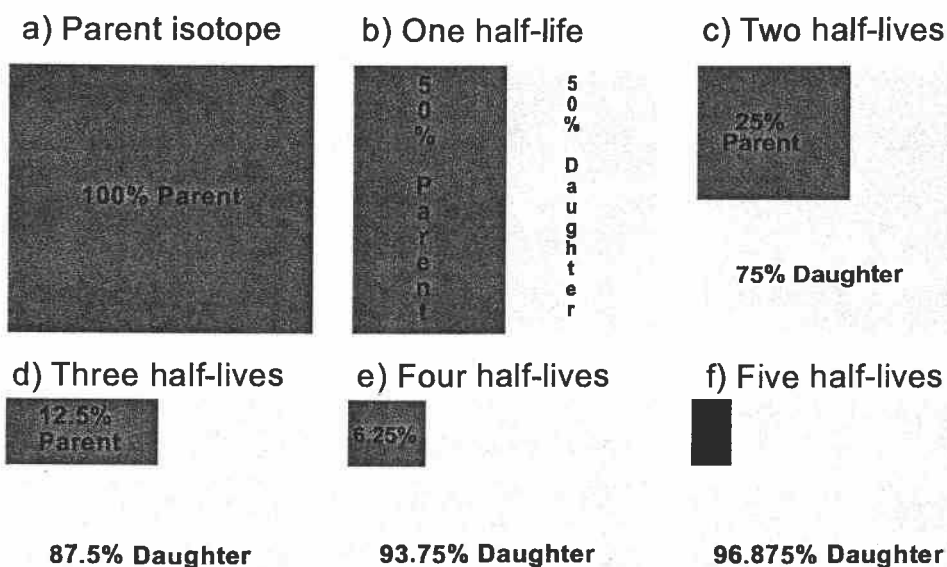 a) Parent isotope
100% Parent
b) One half-life
50% Parent
50% Daughter
c) Two half-lives
25%
Parent
75% Daughter
d) Three half-lives
12.5%
Parent
87.5% Daughter
e) Four half-lives
6.25%
93.75% Daughter
f) Five half-lives
96.875% Daughter